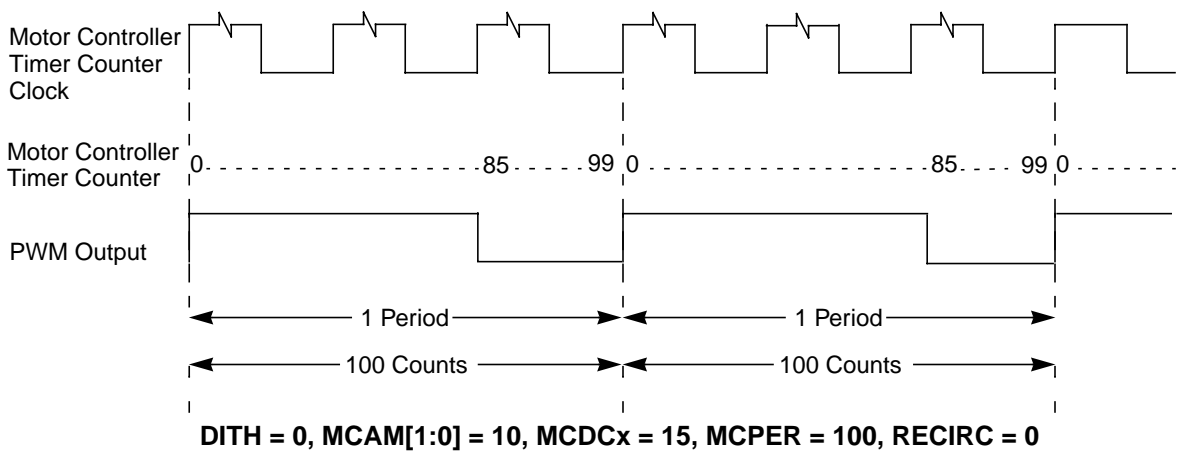 Motor Controller
Timer Counter
Clock
Motor Controller
Timer Counter
0 85 99 0 85 99 0
PWM Output
1 Period 1 Period
100 Counts 100 Counts
DITH = 0, MCAM[1:0] = 10, MCDCx = 15, MCPER = 100, RECIRC = 0